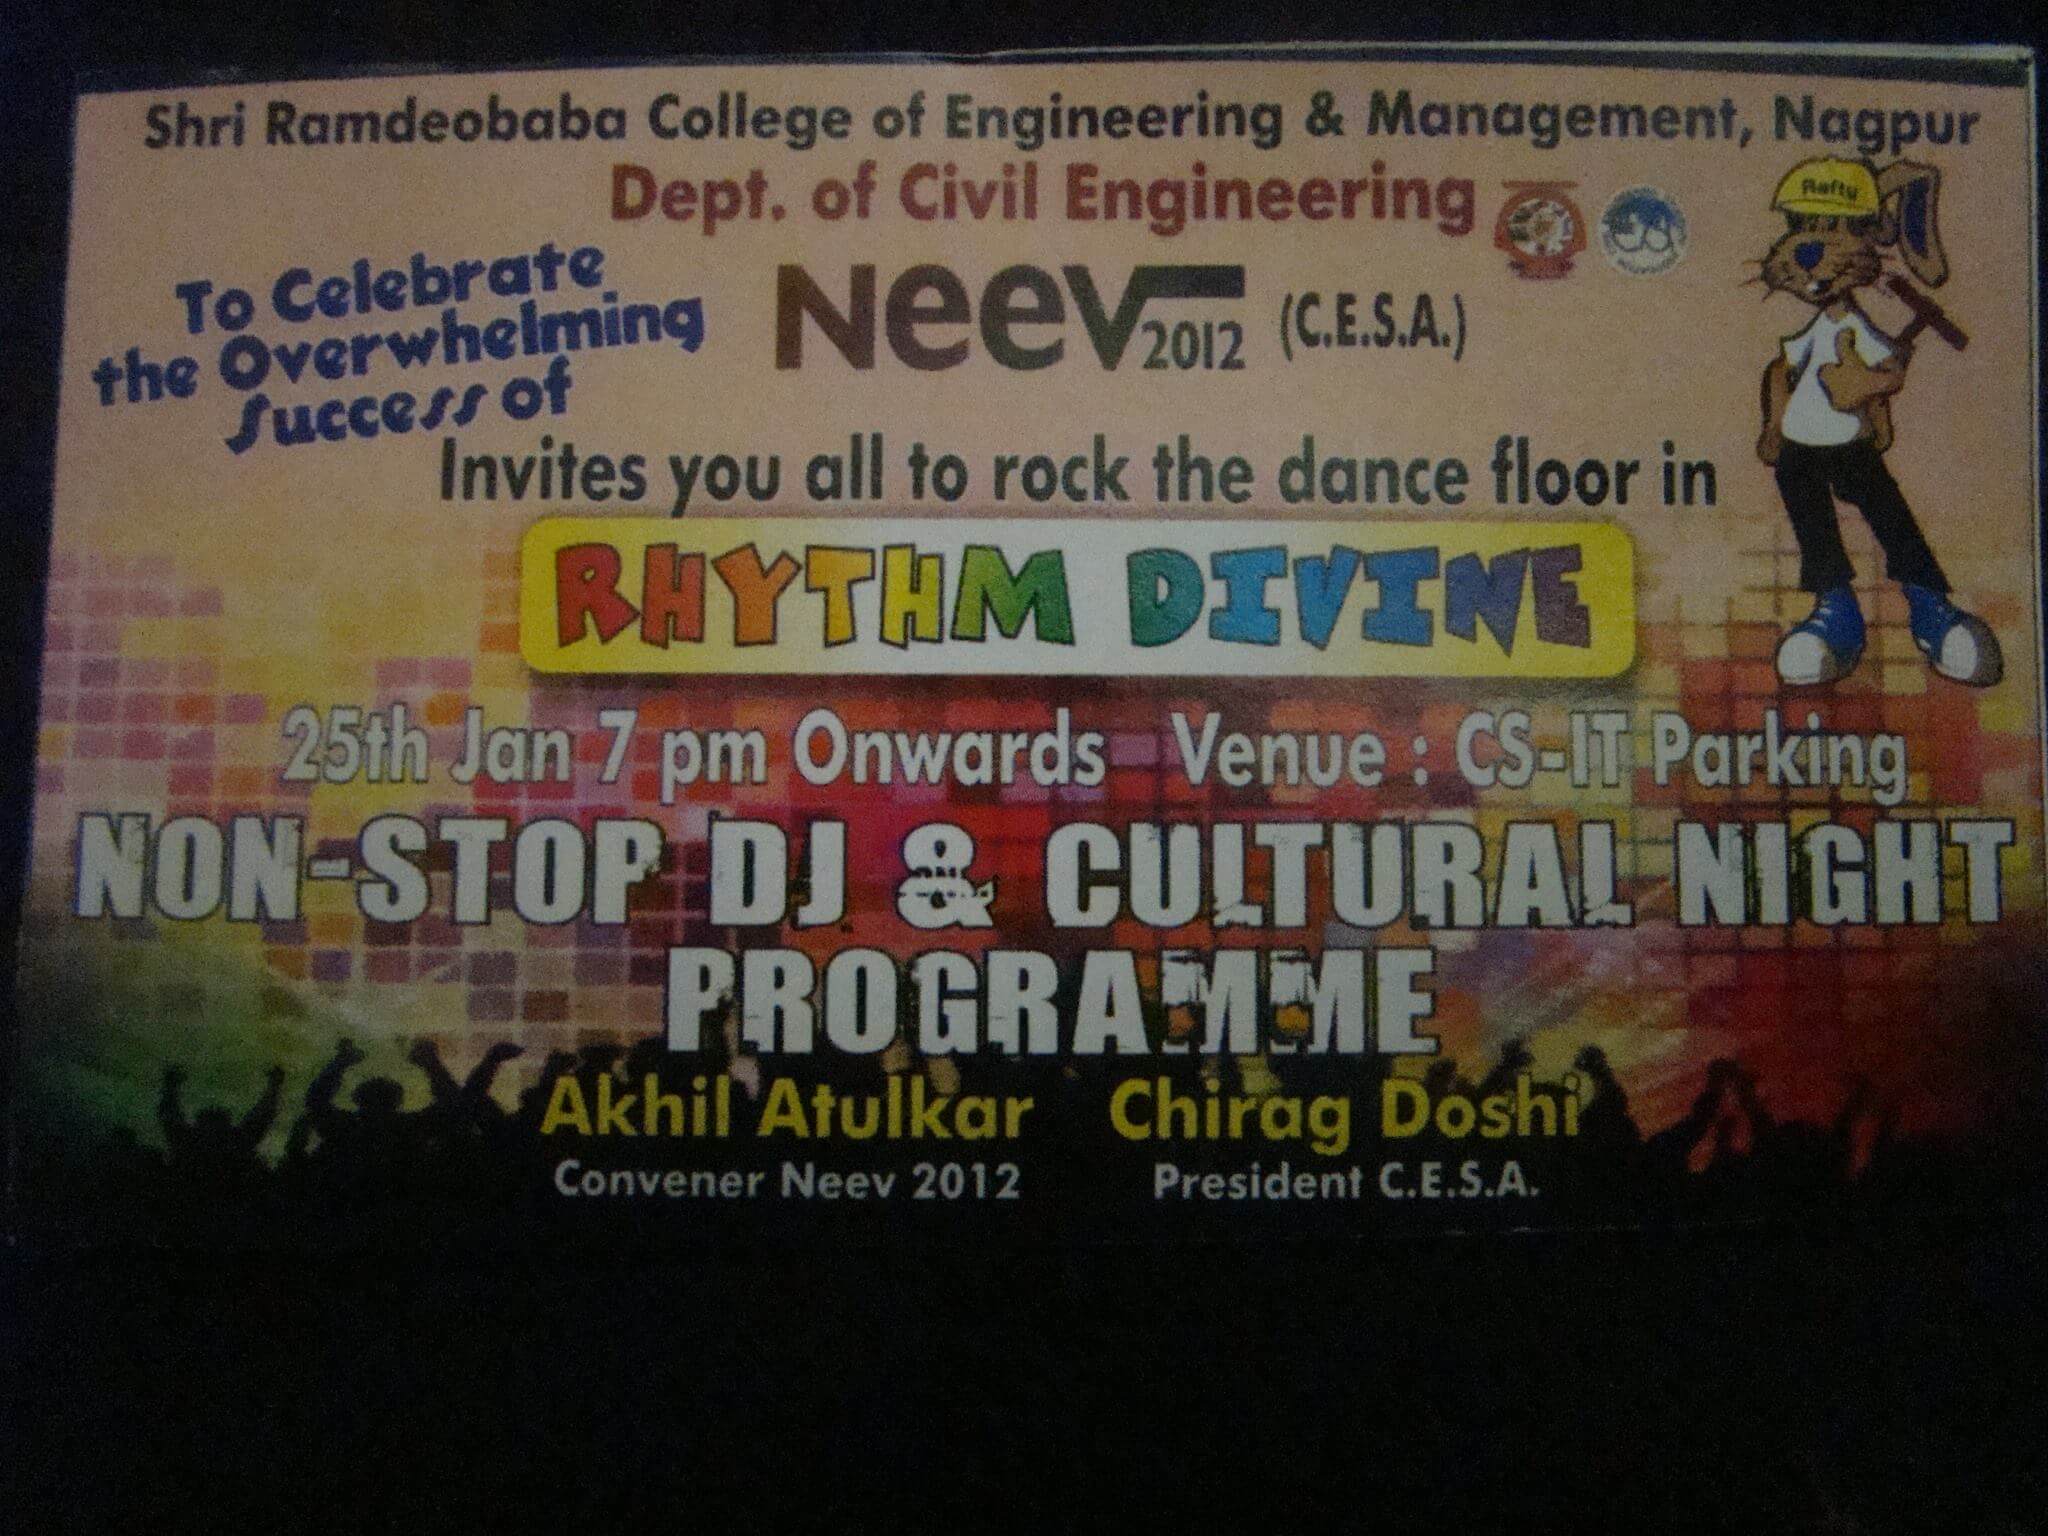 Shri Ramdeobaba College of Engineering & Management, Nagpur
Dept. of Civil Engineering
To Celebrate
the Overwhelming
Success of
Neev 2012 (C.E.S.A.)
Invites you all to rock the dance floor in
RHYTHM DIVINE
25th Jan 7 pm Onwards Venue : CS-IT Parking
NON-STOP DJ & CULTURAL NIGHT
PROGRAMME
Akhil Atulkar Chirag Doshi
Convener Neev 2012 President C.E.S.A.